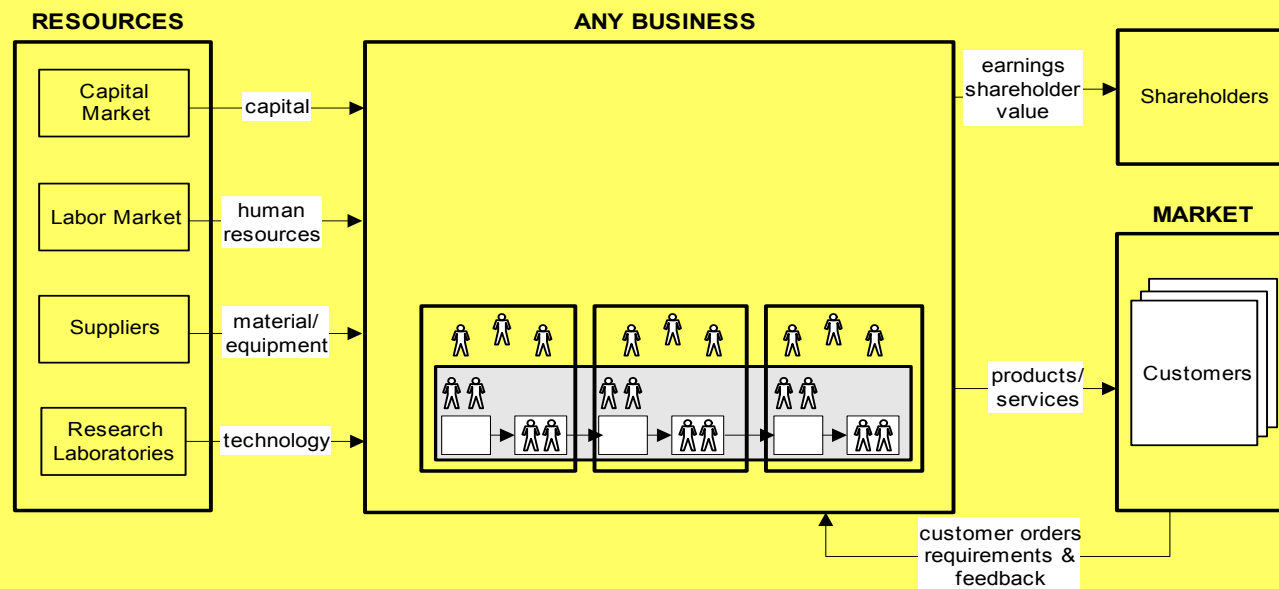 RESOURCES
ANY BUSINESS
Capital
Market
capital
Labor Market
human
resources
Suppliers
material/
equipment
Research
Laboratories
technology
earnings
shareholder
value
Shareholders
MARKET
products/
services
Customers
customer orders
requirements &
feedback